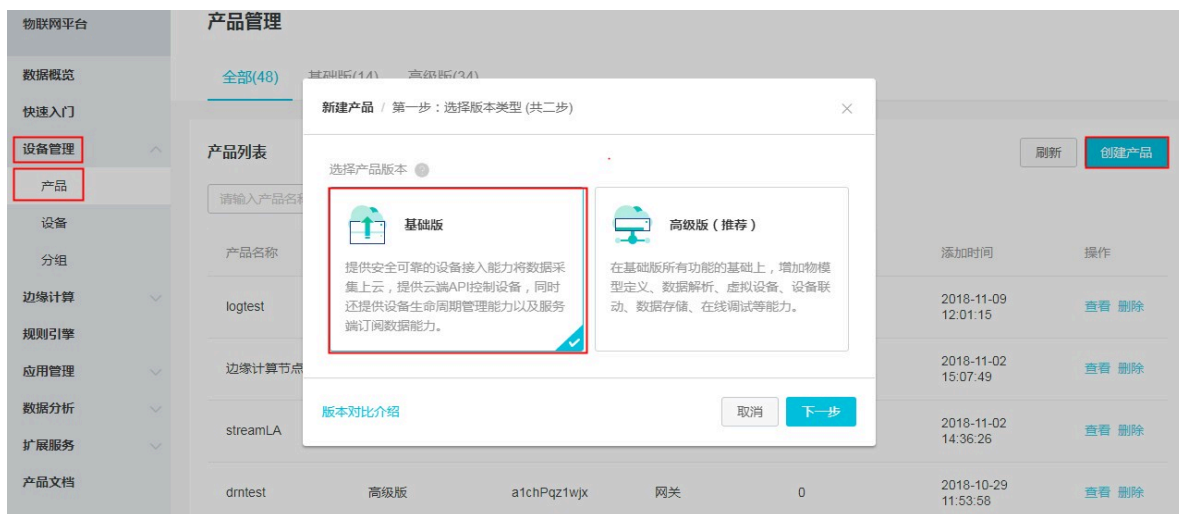 物联网平台
产品管理
数据概览
全部(48) 基础版(14) 高级版(34)
快速入门
新建产品 / 第一步：选择版本类型 (共二步)
设备管理
产品列表
刷新
创建产品
产品
选择产品版本
请输入产品名称
设备
基础版
高级版（推荐）
分组
产品名称
添加时间
操作
提供安全可靠的设备接入能力将数据采
集上云，提供云端API控制设备，同时
还提供设备生命周期管理能力以及服务
端订阅数据能力。
在基础版所有功能的基础上，增加物模
型定义、数据解析、虚拟设备、设备联
动、数据存储、在线调试等能力。
边缘计算
logtest
2018-11-09
12:01:15
查看 删除
规则引擎
应用管理
边缘计算节点
2018-11-02
15:07:49
查看 删除
数据分析
版本对比介绍
取消
下一步
扩展服务
streamLA
2018-11-02
14:36:26
查看 删除
产品文档
drntest 高级版 a1chPqz1wjx 网关 0
2018-10-29
11:53:58
查看 删除